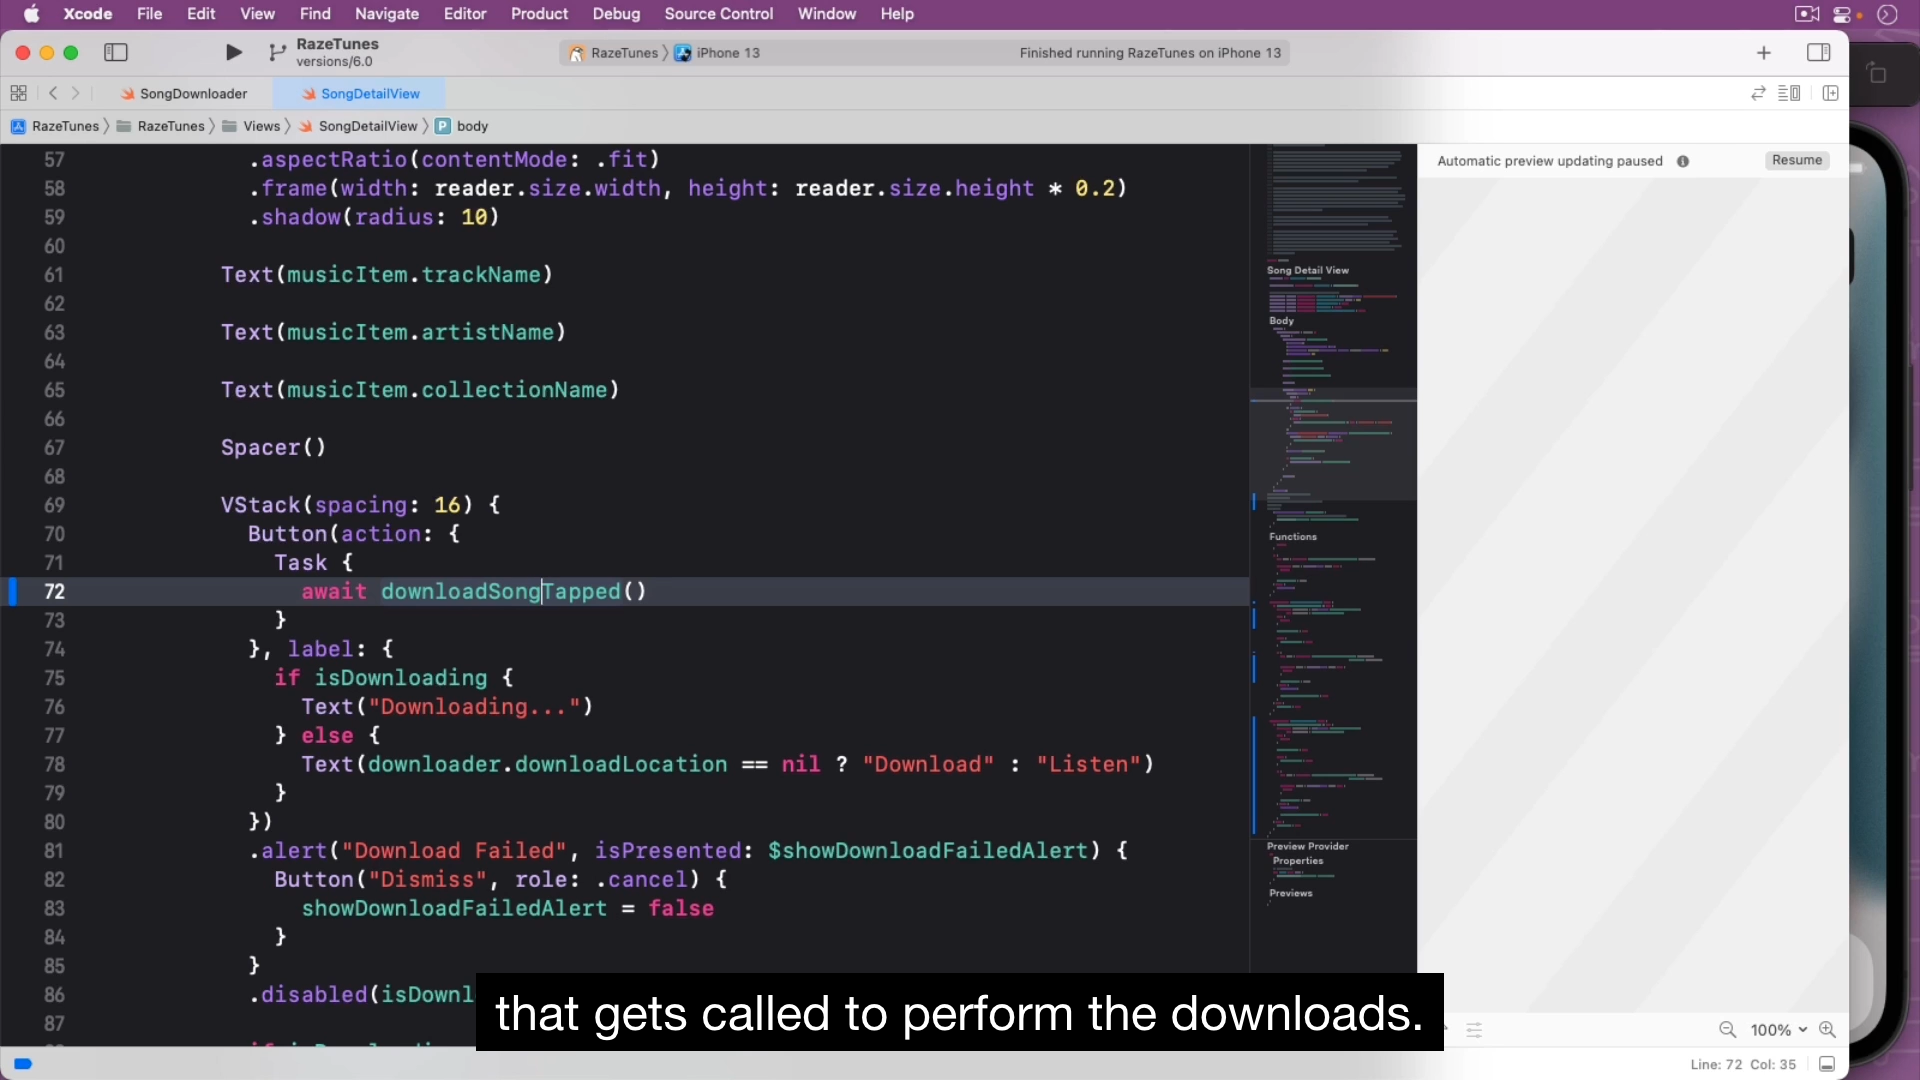 Xcode File Edit View Find Navigate Editor Product Debug Source Control Window Help
RazeTunes
versions/6.0
RazeTunes 〉 iPhone 13
Finished running RazeTunes on iPhone 13
SongDownloader
SongDetailView
RazeTunes 〉 RazeTunes 〉 Views 〉 SongDetailView 〉 P body
57 .aspectRatio(contentMode: .fit)
58 .frame(width: reader.size.width, height: reader.size.height * 0.2)
59 .shadow(radius: 10)
60
61 Text(musicItem.trackName)
62
63 Text(musicItem.artistName)
64
65 Text(musicItem.collectionName)
66
67 Spacer()
68
69 VStack(spacing: 16) {
70 Button(action: {
71 Task {
72 await downloadSongTapped()
73 }
74 }, label: {
75 if isDownloading {
76 Text("Downloading...")
77 } else {
78 Text(downloader.downloadLocation == nil ? "Download" : "Listen")
79 }
80 })
81 .alert("Download Failed", isPresented: $showDownloadFailedAlert) {
82 Button("Dismiss", role: .cancel) {
83 showDownloadFailedAlert = false
84 }
85 }
86 .disabled(isDownl
87
Song Detail View
Body
Functions
Preview Provider
Properties
Previews
Automatic preview updating paused
Resume
that gets called to perform the downloads.
100%
Line: 72 Col: 35